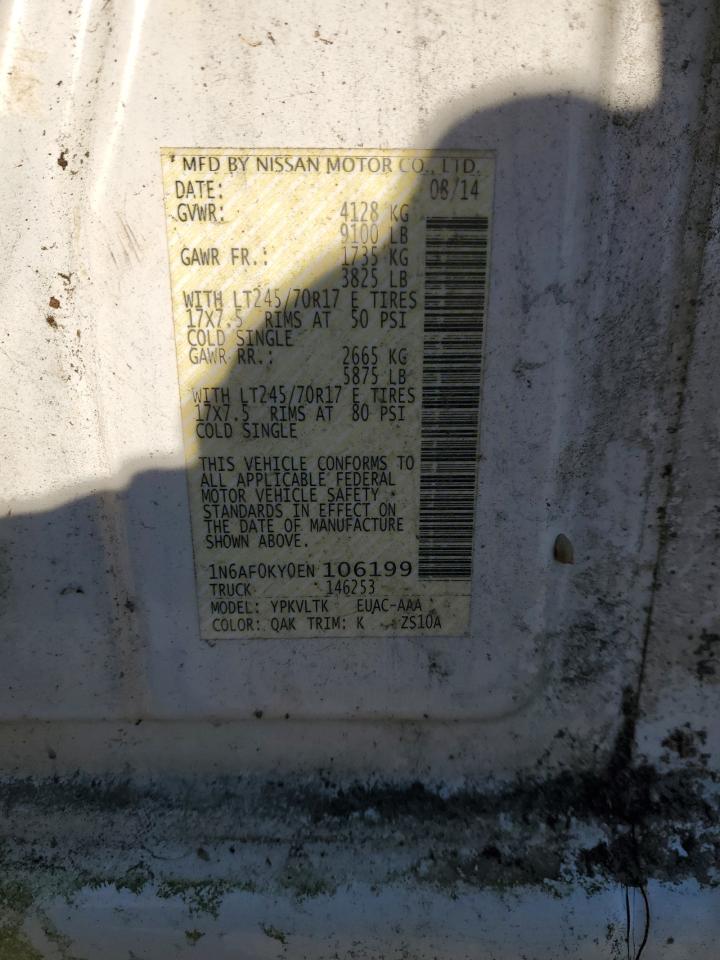 MFD BY NISSAN MOTOR CO., LTD.
DATE: 08/14
GVWR: 4128 KG
9100 LB
GAWR FR.: 1735 KG
3825 LB
WITH LT245/70R17 E TIRES
17X7.5 RIMS AT 50 PSI
COLD SINGLE
GAWR RR.: 2665 KG
5875 LB
WITH LT245/70R17 E TIRES
17X7.5 RIMS AT 80 PSI
COLD SINGLE
THIS VEHICLE CONFORMS TO
ALL APPLICABLE FEDERAL
MOTOR VEHICLE SAFETY
STANDARDS IN EFFECT ON
THE DATE OF MANUFACTURE
SHOWN ABOVE.
1N6AF0KY0EN 106199
TRUCK 146253
MODEL: YPKVLTK EUAC-AAA
COLOR: QAK TRIM: K ZS10A